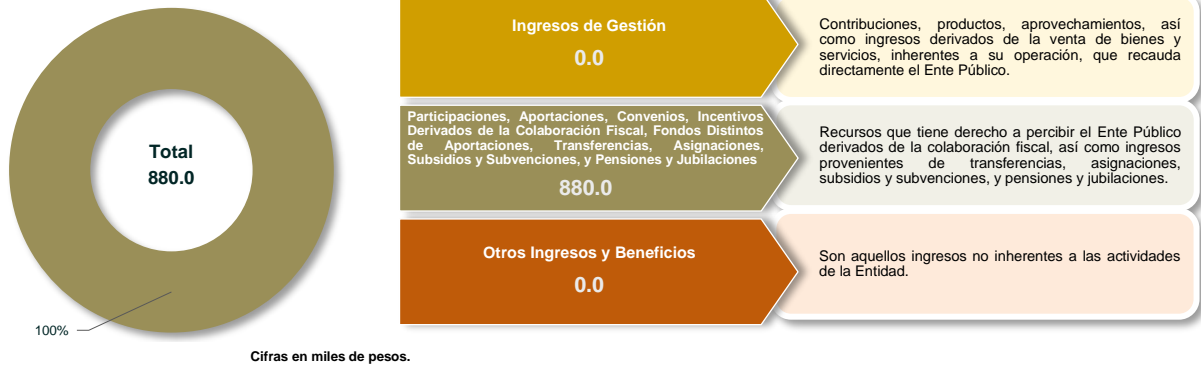 Total
880.0
100%
Ingresos de Gestión
0.0
Contribuciones, productos, aprovechamientos, así
como ingresos derivados de la venta de bienes y
servicios, inherentes a su operación, que recauda
directamente el Ente Público.
Participaciones, Aportaciones, Convenios, Incentivos
Derivados de la Colaboración Fiscal, Fondos Distintos
de Aportaciones, Transferencias, Asignaciones,
Subsidios y Subvenciones, y Pensiones y Jubilaciones
880.0
Recursos que tiene derecho a percibir el Ente Público
derivados de la colaboración fiscal, así como ingresos
provenientes de transferencias, asignaciones,
subsidios y subvenciones, y pensiones y jubilaciones.
Otros Ingresos y Beneficios
0.0
Son aquellos ingresos no inherentes a las actividades
de la Entidad.
Cifras en miles de pesos.